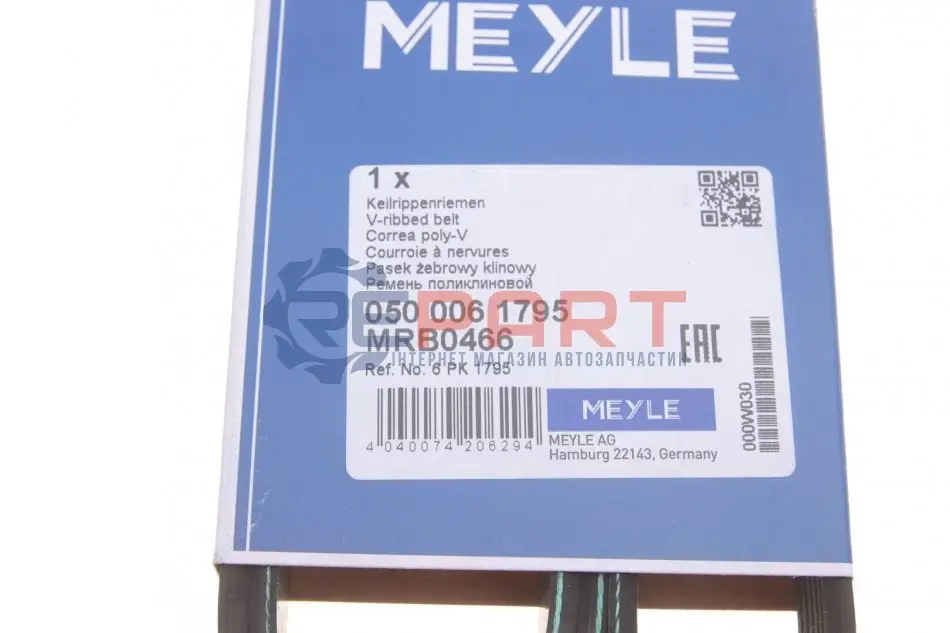 MEYLE
1 x
Keilrippenriemen
V-ribbed belt
Correa poly-V
Courroie à nervures
Pasek żebrowy klinowy
Ремень поликлиновой
050 006 1795
MRB0466
PART
ІНТЕРНЕТ МАГАЗИН АВТОЗАПЧАСТИН
EAC
Ref. No. 6 PK 1795
MEYLE
4 040074 206294
MEYLE AG
Hamburg 22143, Germany
000W030